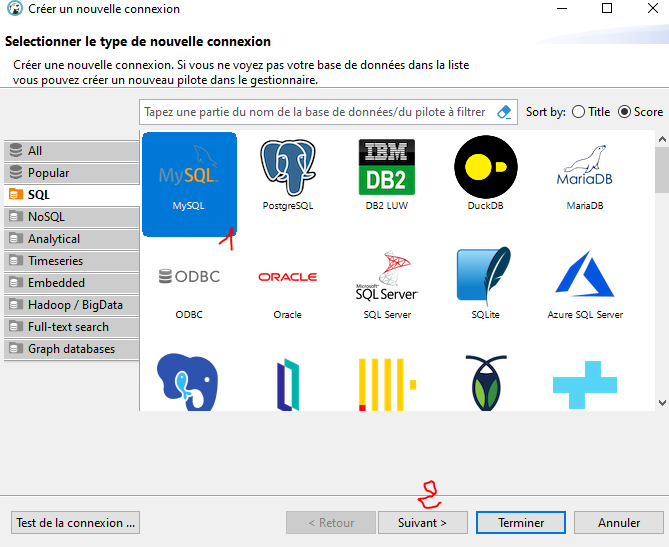 Créer un nouvelle connexion
Selectionner le type de nouvelle connexion
Créer une nouvelle connexion. Si vous ne voyez pas votre base de données dans la liste
vous pouvez créer un nouveau pilote dans le gestionnaire.
Tapez une partie du nom de la base de données/du pilote à filtrer
Sort by: Title Score
All
Popular
SQL
NoSQL
Analytical
Timeseries
Embedded
Hadoop / BigData
Full-text search
Graph databases
MySQL
IBM
DB2
MariaDB
MySQL PostgreSQL DB2 LUW DuckDB MariaDB
1
ODBC ORACLE Microsoft SQL Server
ODBC Oracle SQL Server SQLite Azure SQL Server
2
Test de la connexion ... < Retour Suivant > Terminer Annuler